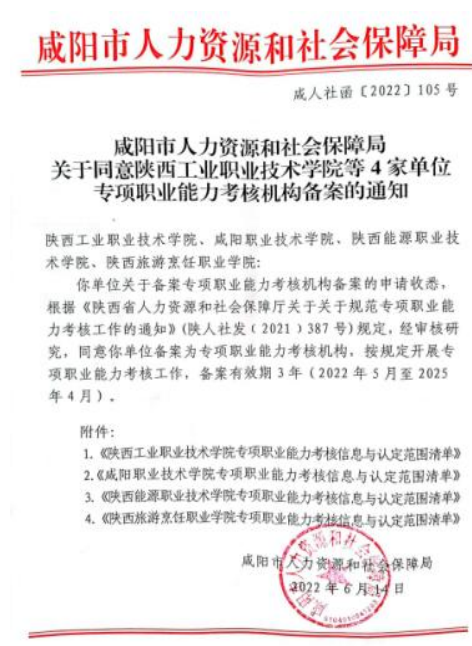 咸阳市人力资源和社会保障局
咸人社函〔2022〕105号
咸阳市人力资源和社会保障局
关于同意陕西工业职业技术学院等4家单位
专项职业能力考核机构备案的通知
陕西工业职业技术学院、咸阳职业技术学院、陕西能源职业技
术学院、陕西旅游烹饪职业学院:
你单位关于备案专项职业能力考核机构备案的申请收悉,
根据《陕西省人力资源和社会保障厅关于关于规范专项职业能
力考核工作的通知》(陕人社发〔2021〕387号)规定,经审核研
究,同意你单位备案为专项职业能力考核机构,按规定开展专
项职业能力考核工作,备案有效期3年(2022年5月至2025
年4月)。
附件:
1.《陕西工业职业技术学院专项职业能力考核信息与认定范围清单》
2.《咸阳职业技术学院专项职业能力考核信息与认定范围清单》
3.《陕西能源职业技术学院专项职业能力考核信息与认定范围清单》
4.《陕西旅游烹饪职业学院专项职业能力考核信息与认定范围清单》
咸阳市人力资源和社会保障局
2022年6月14日
咸阳市人力资源和社会保障局